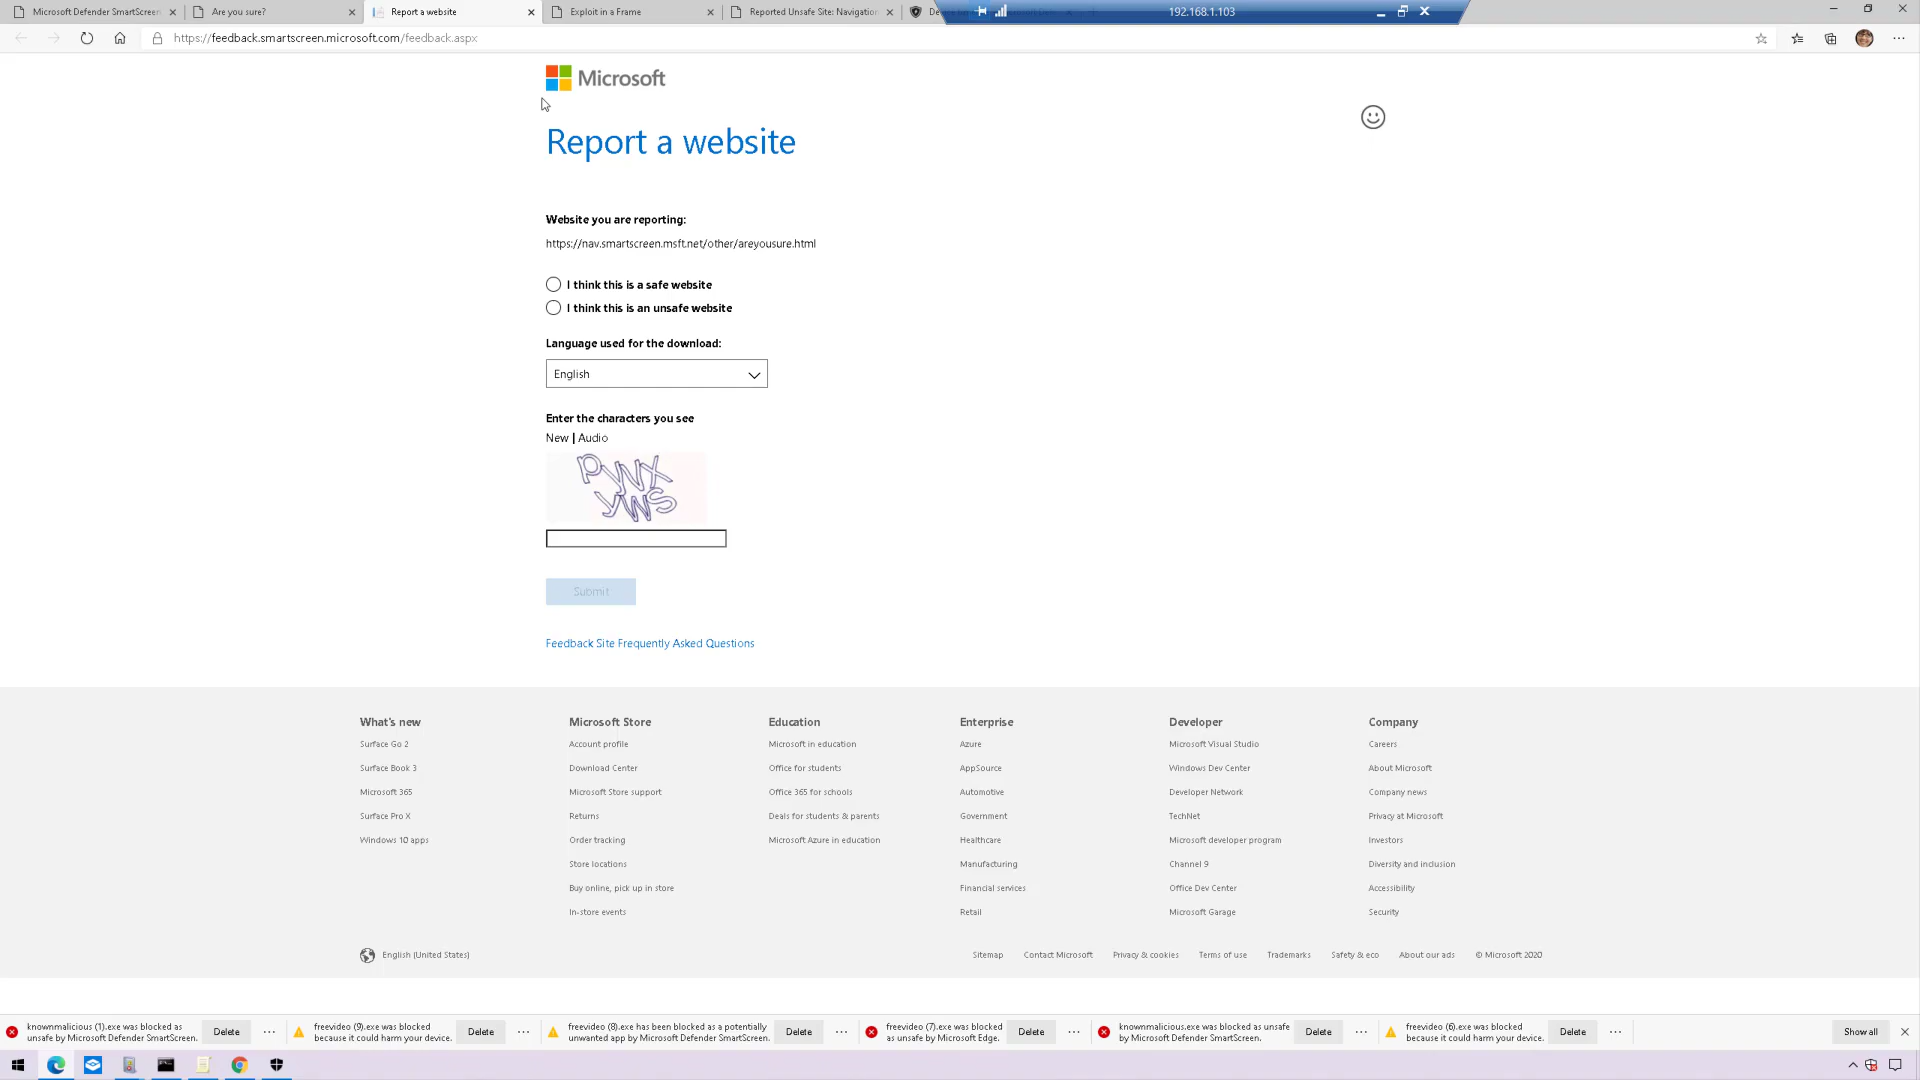 Microsoft Defender SmartScreen
Are you sure?
Report a website
Exploit in a Frame
Reported Unsafe Site: Navigation
192.168.1.103
https://feedback.smartscreen.microsoft.com/feedback.aspx
Microsoft
Report a website
Website you are reporting:
https://nav.smartscreen.msft.net/other/areyousure.html
I think this is a safe website
I think this is an unsafe website
Language used for the download:
English
Enter the characters you see
New | Audio
PYNX
YWS
Submit
Feedback Site Frequently Asked Questions
What's new
Surface Go 2
Surface Book 3
Microsoft 365
Surface Pro X
Windows 10 apps
Microsoft Store
Account profile
Download Center
Microsoft Store support
Returns
Order tracking
Store locations
Buy online, pick up in store
In-store events
Education
Microsoft in education
Office for students
Office 365 for schools
Deals for students & parents
Microsoft Azure in education
Enterprise
Azure
AppSource
Automotive
Government
Healthcare
Manufacturing
Financial services
Retail
Developer
Microsoft Visual Studio
Windows Dev Center
Developer Network
TechNet
Microsoft developer program
Channel 9
Office Dev Center
Microsoft Garage
Company
Careers
About Microsoft
Company news
Privacy at Microsoft
Investors
Diversity and inclusion
Accessibility
Security
English (United States)
Sitemap
Contact Microsoft
Privacy & cookies
Terms of use
Trademarks
Safety & eco
About our ads
© Microsoft 2020
knownmalicious (1).exe was blocked as
unsafe by Microsoft Defender SmartScreen.
Delete
freevideo (9).exe was blocked
because it could harm your device.
Delete
freevideo (8).exe has been blocked as a potentially
unwanted app by Microsoft Defender SmartScreen.
Delete
freevideo (7).exe was blocked
as unsafe by Microsoft Edge.
Delete
knownmalicious.exe was blocked as unsafe
by Microsoft Defender SmartScreen.
Delete
freevideo (6).exe was blocked
because it could harm your device.
Delete
Show all